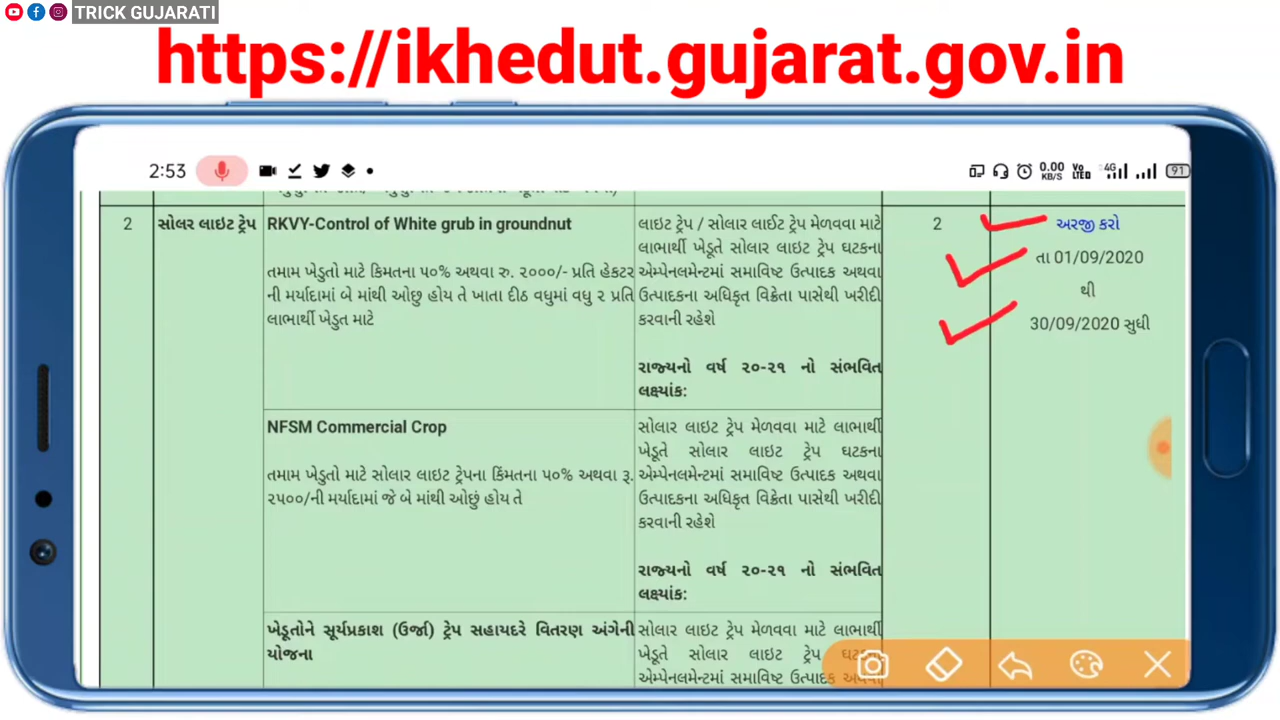 TRICK GUJARATI
https://ikhedut.gujarat.gov.in
2:53
0.00 KB/S
Vo LTE
4G
91
2
સોલર લાઇટ ટ્રેપ
RKVY-Control of White grub in groundnut
તમામ ખેડુતો માટે કિમતના ૫૦% અથવા રુ. ૨૦૦૦/- પ્રતિ હેકટર
ની મર્યાદામાં બે માંથી ઓછુ હોય તે ખાતા દીઠ વધુમાં વધુ ૨ પ્રતિ
લાભાર્થી ખેડુત માટે
લાઇટ ટ્રેપ / સોલાર લાઈટ ટ્રેપ મેળવવા માટે
લાભાર્થી ખેડૂતે સોલાર લાઇટ ટ્રેપ ઘટકના
એમ્પેનલમેન્ટમાં સમાવિષ્ટ ઉત્પાદક અથવા
ઉત્પાદકના અધિકૃત વિક્રેતા પાસેથી ખરીદી
કરવાની રહેશે
રાજ્યનો વર્ષ ૨૦-૨૧ નો સંભવિત
લક્ષ્યાંક:
2
અરજી કરો
તા 01/09/2020
થી
30/09/2020 સુધી
NFSM Commercial Crop
તમામ ખેડુતો માટે સોલાર લાઇટ ટ્રેપના કિંમતના ૫૦% અથવા રૂ.
૨૫૦૦/ની મર્યાદામાં જે બે માંથી ઓછું હોય તે
સોલાર લાઇટ ટ્રેપ મેળવવા માટે લાભાર્થી
ખેડૂતે સોલાર લાઇટ ટ્રેપ ઘટકના
એમ્પેનલમેન્ટમાં સમાવિષ્ટ ઉત્પાદક અથવા
ઉત્પાદકના અધિકૃત વિક્રેતા પાસેથી ખરીદી
કરવાની રહેશે
રાજ્યનો વર્ષ ૨૦-૨૧ નો સંભવિત
લક્ષ્યાંક:
ખેડૂતોને સૂર્યપ્રકાશ (ઉર્જા) ટ્રેપ સહાયદરે વિતરણ અંગેની
યોજના
સોલાર લાઇટ ટ્રેપ મેળવવા માટે લાભાર્થી
ખેડૂતે સોલાર લાઇટ ટ્રેપ
એમ્પેનલમેન્ટમાં સમાવિષ્ટ ઉત્પાદક